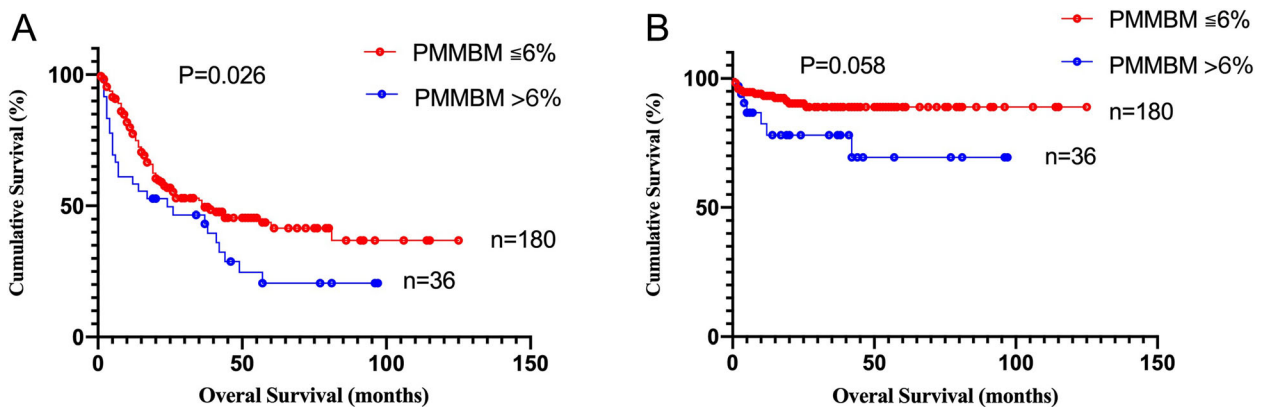 A
PMMBM ≦6%
PMMBM >6%
P=0.026
n=180
n=36
Cumulative Survival (%)
100
50
0
0 50 100 150
Overal Survival (months)
B
PMMBM ≦6%
PMMBM >6%
P=0.058
n=180
n=36
Cumulative Survival (%)
100
50
0
0 50 100 150
Overal Survival (months)